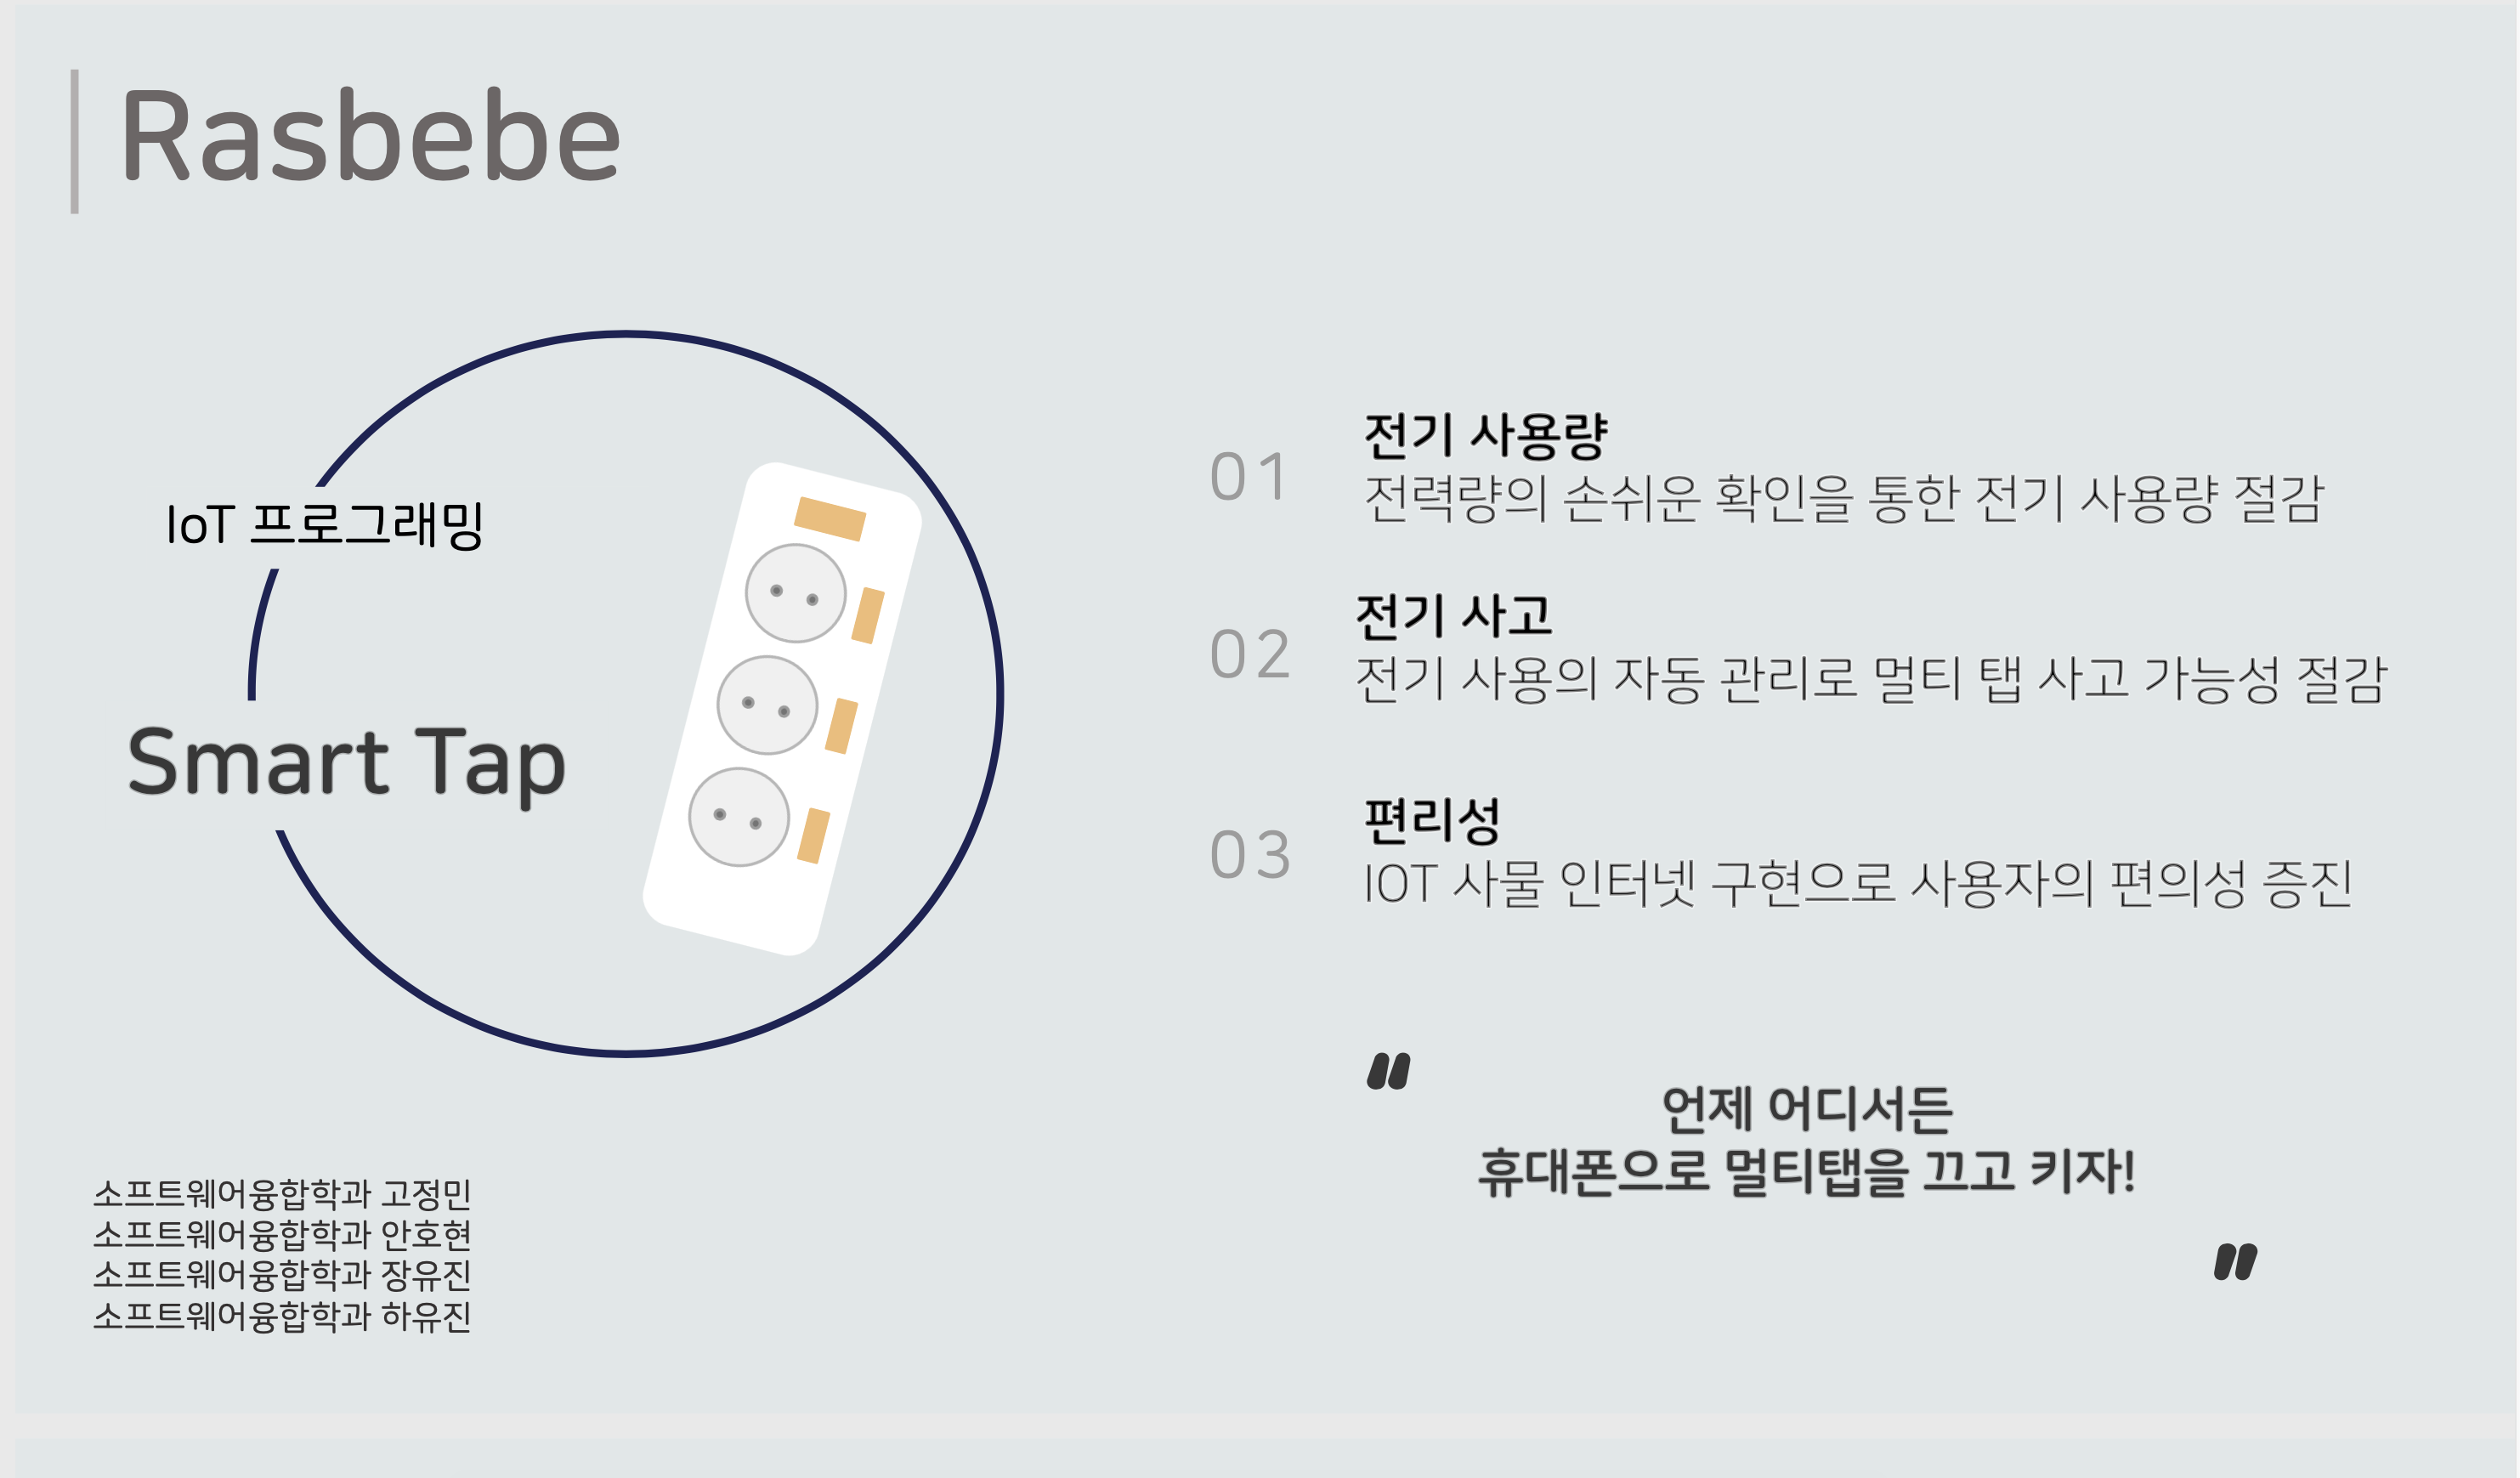 Rasbebe
IoT 프로그래밍
Smart Tap
소프트웨어융합학과 고정민
소프트웨어융합학과 안호현
소프트웨어융합학과 장유진
소프트웨어융합학과 하유진
01
전기 사용량
전력량의 손쉬운 확인을 통한 전기 사용량 절감
02
전기 사고
전기 사용의 자동 관리로 멀티 탭 사고 가능성 절감
03
편리성
IOT 사물 인터넷 구현으로 사용자의 편의성 증진
“
언제 어디서든
휴대폰으로 멀티탭을 끄고 키자!
”